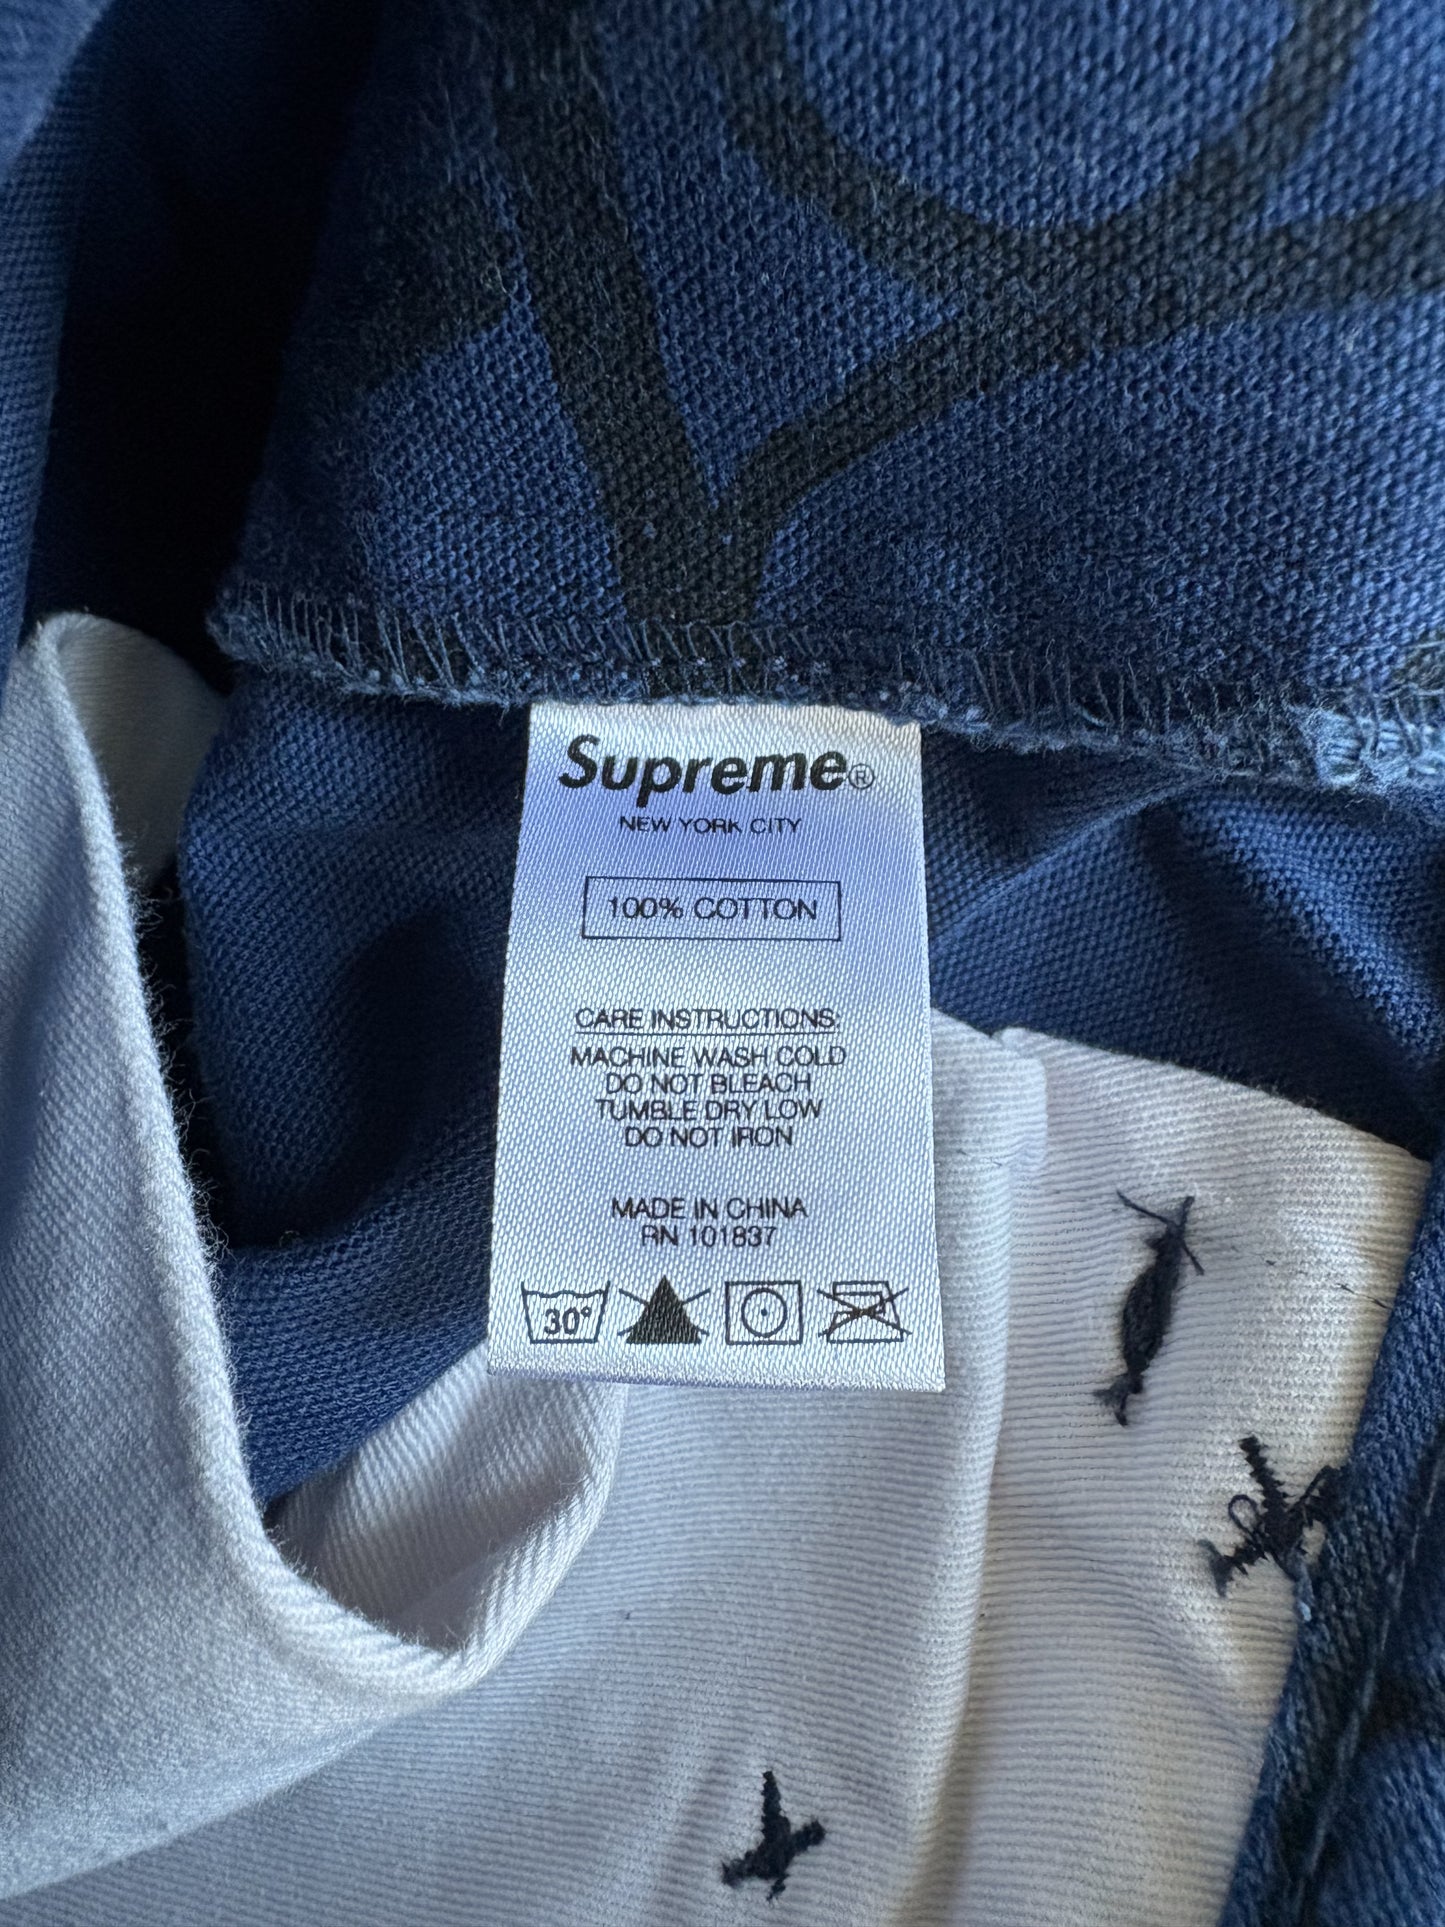 Supreme®
NEW YORK CITY
100% COTTON
CARE INSTRUCTIONS:
MACHINE WASH COLD
DO NOT BLEACH
TUMBLE DRY LOW
DO NOT IRON
MADE IN CHINA
RN 101837
30°